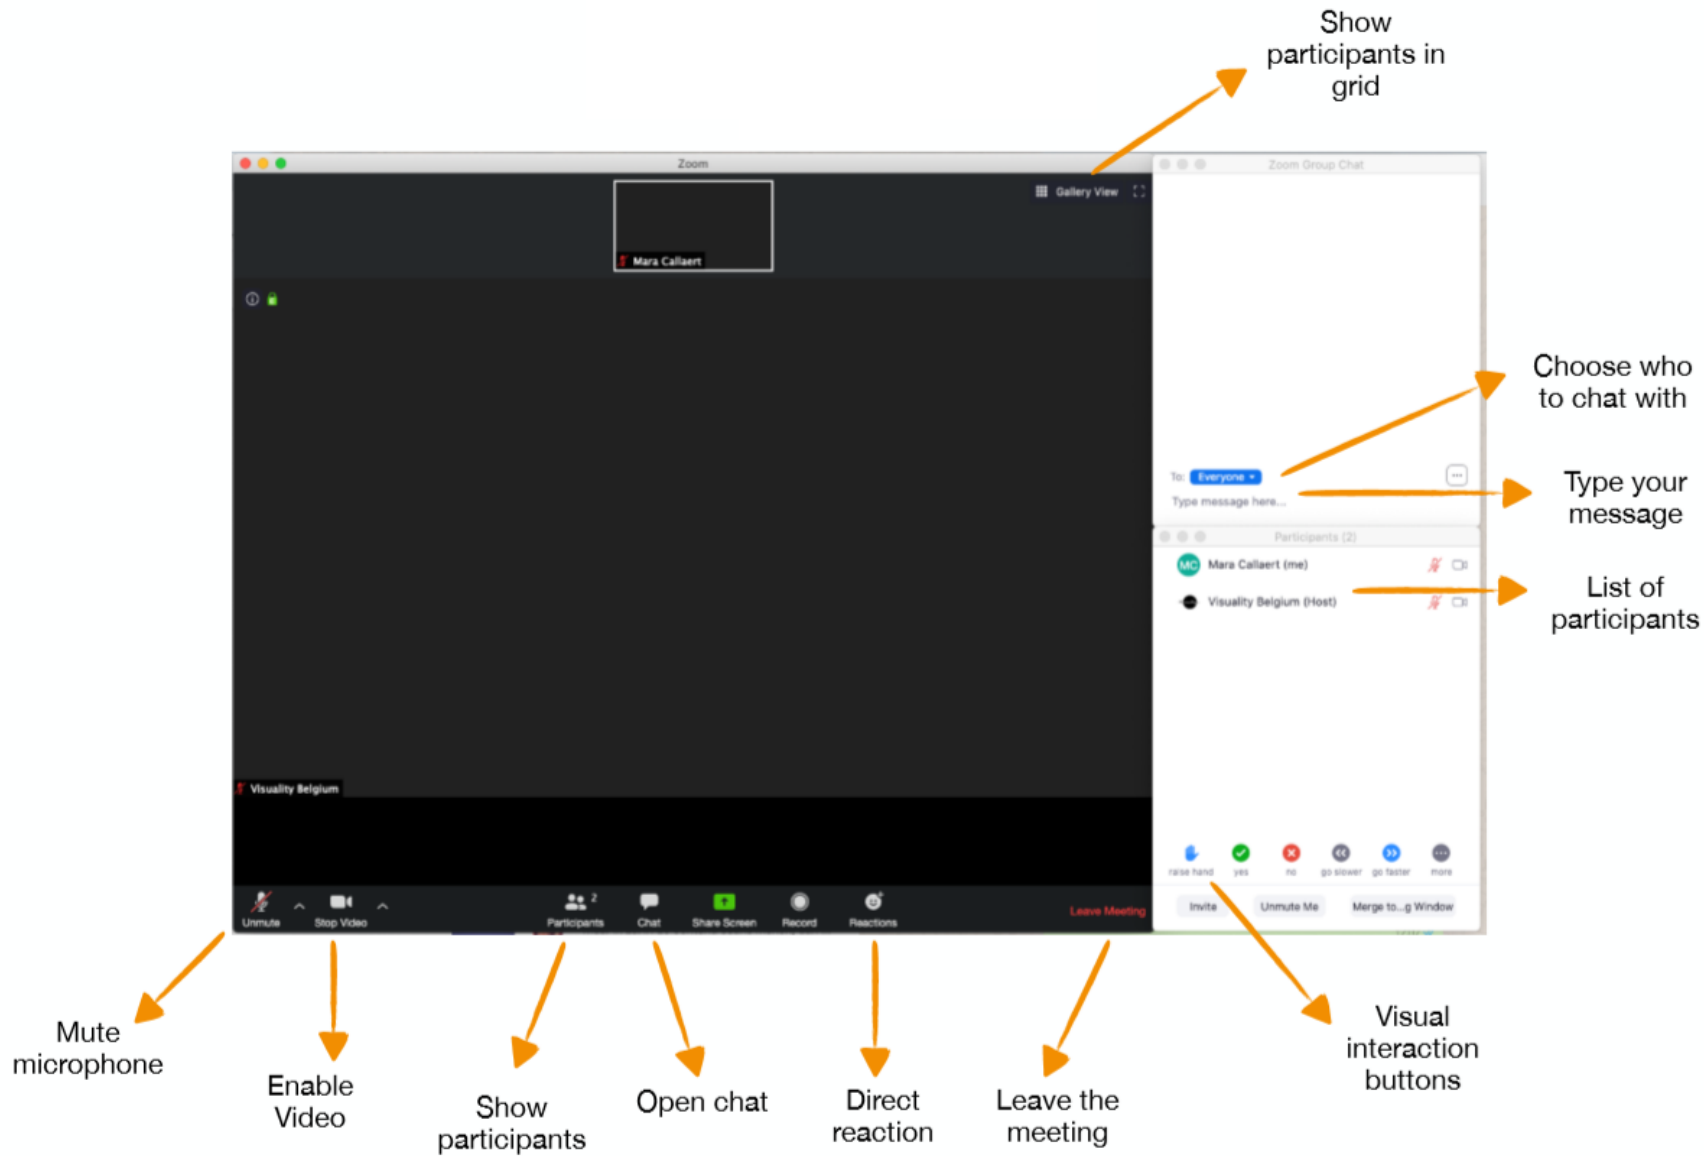 Show
participants in
grid
Zoom
Zoom Group Chat
Gallery View
Mara Callaert
Choose who
to chat with
To: Everyone
Type message here...
Type your
message
Participants (2)
MC Mara Callaert (me)
Visuality Belgium (Host)
List of
participants
Visuality Belgium
raise hand yes no go slower go faster more
Invite Unmute Me Merge to...g Window
Unmute Stop Video Participants 2 Chat Share Screen Record Reactions Leave Meeting
Mute
microphone
Enable
Video
Show
participants
Open chat
Direct
reaction
Leave the
meeting
Visual
interaction
buttons